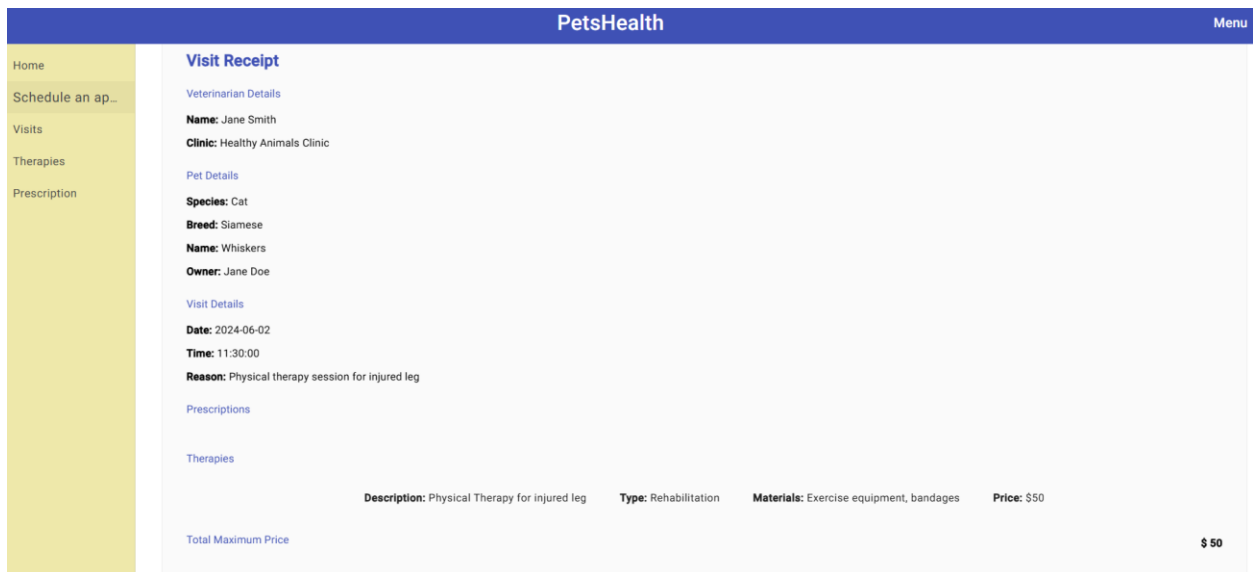 PetsHealth
Menu
Home
Schedule an ap...
Visits
Therapies
Prescription
Visit Receipt
Veterinarian Details
Name: Jane Smith
Clinic: Healthy Animals Clinic
Pet Details
Species: Cat
Breed: Siamese
Name: Whiskers
Owner: Jane Doe
Visit Details
Date: 2024-06-02
Time: 11:30:00
Reason: Physical therapy session for injured leg
Prescriptions
Therapies
Description: Physical Therapy for injured leg Type: Rehabilitation Materials: Exercise equipment, bandages Price: $50
Total Maximum Price $ 50